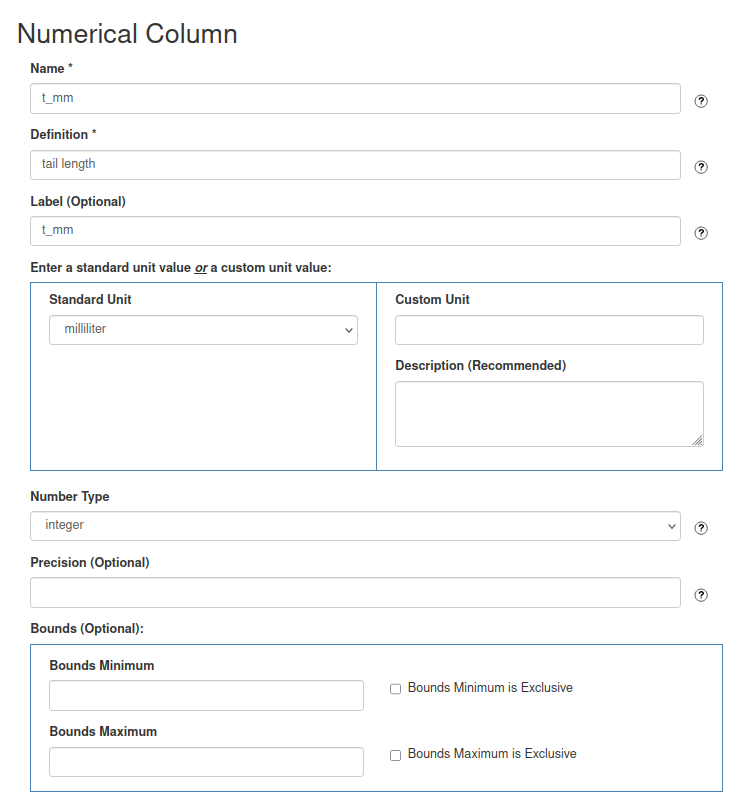 Numerical Column
Name *
t_mm
Definition *
tail length
Label (Optional)
t_mm
Enter a standard unit value or a custom unit value:
Standard Unit
milliliter
Custom Unit
Description (Recommended)
Number Type
integer
Precision (Optional)
Bounds (Optional):
Bounds Minimum
Bounds Minimum is Exclusive
Bounds Maximum
Bounds Maximum is Exclusive